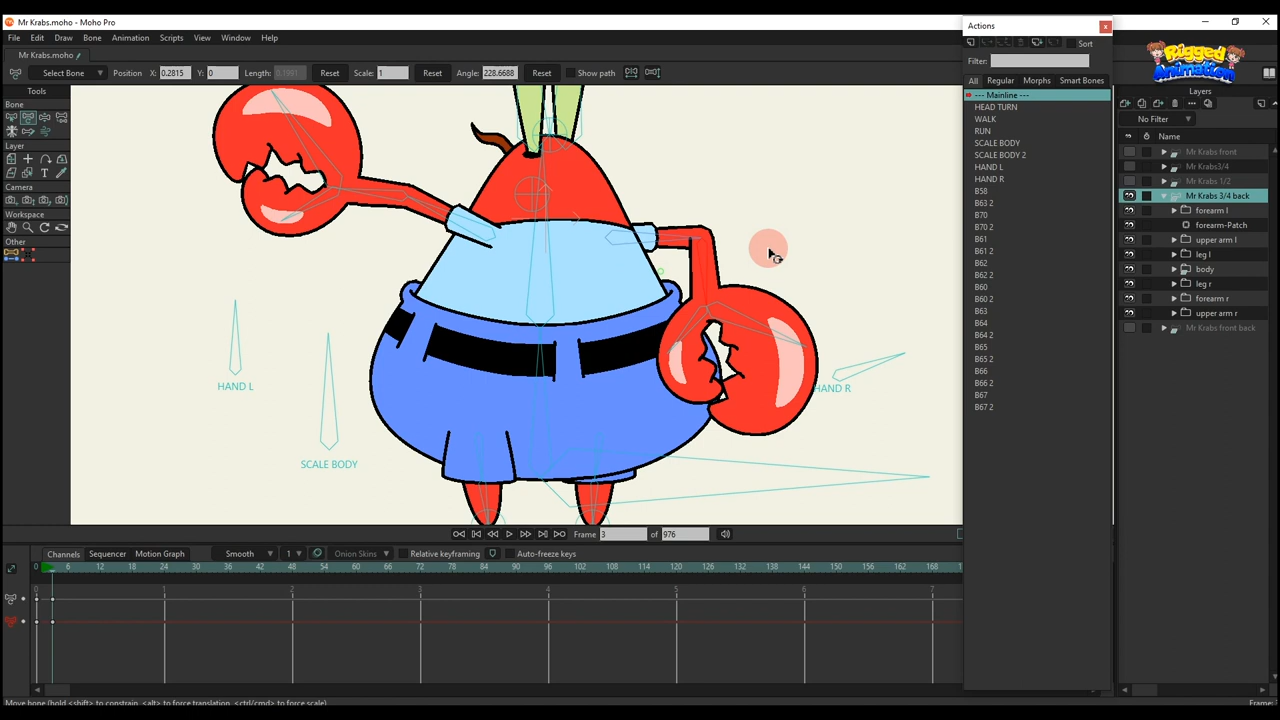 Mr Krabs.moho - Moho Pro
File Edit Draw Bone Animation Scripts View Window Help
Mr Krabs.moho
Select Bone Position X: 0.2815 Y: 0 Length: 0.1991 Reset Scale: 1 Reset Angle: 228.6688 Reset Show path
Tools
Bone
Layer
Camera
Workspace
Other
HAND L
SCALE BODY
HAND R
Frame 3 of 976
Channels Sequencer Motion Graph Smooth 1 Onion Skins Relative keyframing Auto-freeze keys
0 6 12 18 24 30 36 42 48 54 60 66 72 78 84 90 96 102 108 114 120 126 132 138 144 150 156 162 168
0 1 2 3 4 5 6 7
Move bone (hold <shift> to constrain, <alt> to force translation, <ctrl/cmd> to force scale)
Frame:
Actions
Sort
Filter:
All Regular Morphs Smart Bones
--- Mainline ---
HEAD TURN
WALK
RUN
SCALE BODY
SCALE BODY 2
HAND L
HAND R
B58
B63 2
B70
B70 2
B61
B61 2
B62
B62 2
B60
B60 2
B63
B64
B64 2
B65
B65 2
B66
B66 2
B67
B67 2
Rigged
Animation
Layers
No Filter
Name
Mr Krabs front
Mr Krabs3/4
Mr Krabs 1/2
Mr Krabs 3/4 back
forearm l
forearm-Patch
upper arm l
leg l
body
leg r
forearm r
upper arm r
Mr Krabs front back